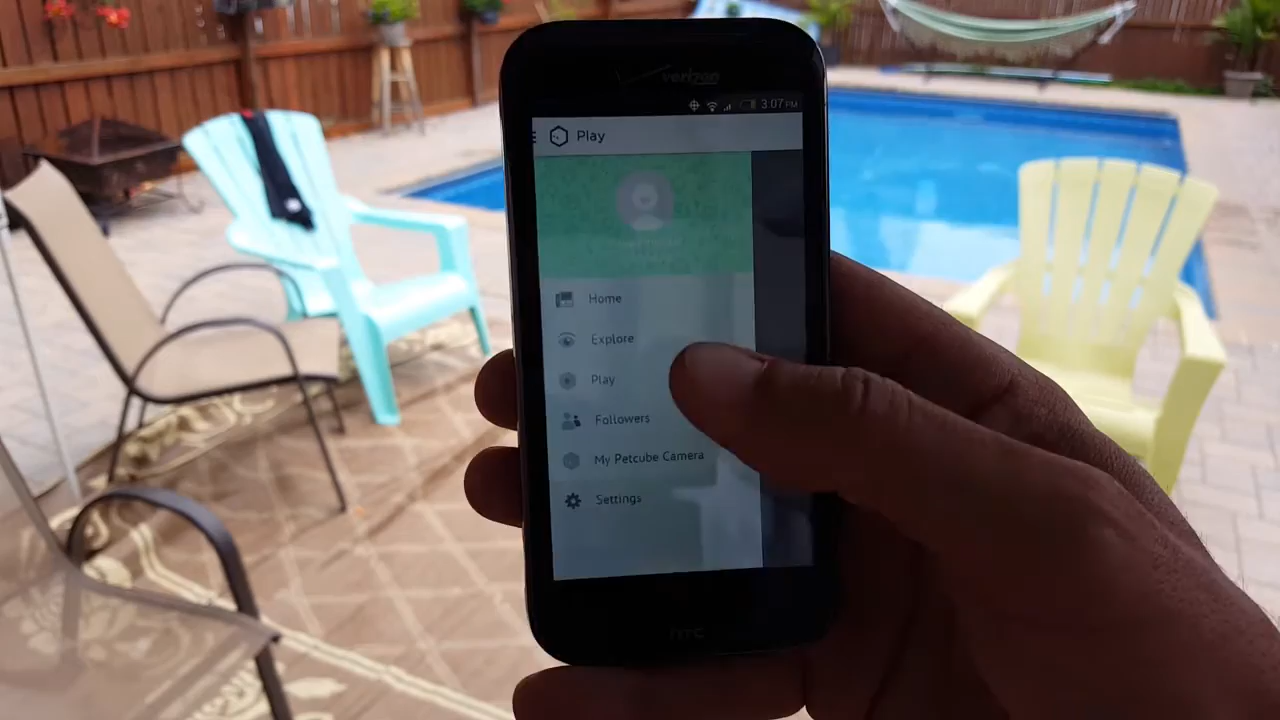 verizon
3:07 PM
Play
Home
Explore
Play
Followers
My Petcube Camera
Settings
hTC